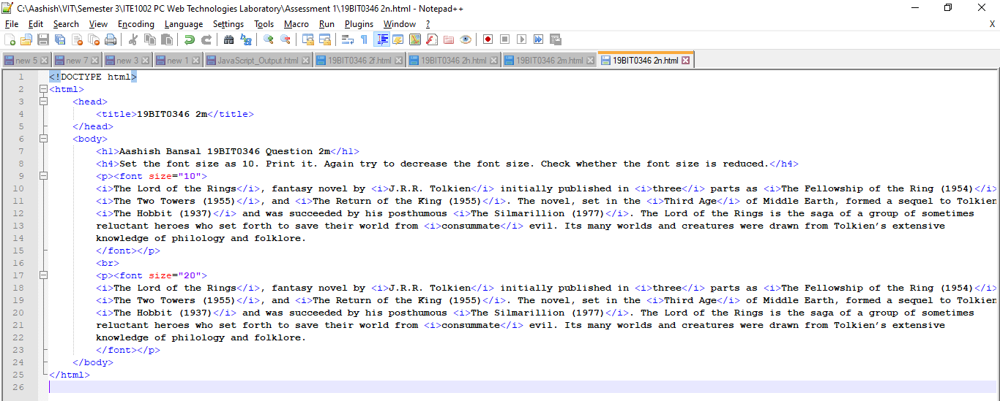 C:\Aashish\VIT\Semester 3\ITE1002 PC Web Technologies Laboratory\Assessment 1\19BIT0346 2n.html - Notepad++
File Edit Search View Encoding Language Settings Tools Macro Run Plugins Window ? X
new 5 new 7 new 3 new 1 JavaScript_Output.html 19BIT0346 2f.html 19BIT0346 2h.html 19BIT0346 2m.html 19BIT0346 2n.html
1 <!DOCTYPE html>
2 <html>
3 <head>
4 <title>19BIT0346 2m</title>
5 </head>
6 <body>
7 <h1>Aashish Bansal 19BIT0346 Question 2m</h1>
8 <h4>Set the font size as 10. Print it. Again try to decrease the font size. Check whether the font size is reduced.</h4>
9 <p><font size="10">
10 <i>The Lord of the Rings</i>, fantasy novel by <i>J.R.R. Tolkien</i> initially published in <i>three</i> parts as <i>The Fellowship of the Ring (1954)</i>
11 <i>The Two Towers (1955)</i>, and <i>The Return of the King (1955)</i>. The novel, set in the <i>Third Age</i> of Middle Earth, formed a sequel to Tolkien
12 <i>The Hobbit (1937)</i> and was succeeded by his posthumous <i>The Silmarillion (1977)</i>. The Lord of the Rings is the saga of a group of sometimes
13 reluctant heroes who set forth to save their world from <i>consummate</i> evil. Its many worlds and creatures were drawn from Tolkien’s extensive
14 knowledge of philology and folklore.
15 </font></p>
16 <br>
17 <p><font size="20">
18 <i>The Lord of the Rings</i>, fantasy novel by <i>J.R.R. Tolkien</i> initially published in <i>three</i> parts as <i>The Fellowship of the Ring (1954)</i>
19 <i>The Two Towers (1955)</i>, and <i>The Return of the King (1955)</i>. The novel, set in the <i>Third Age</i> of Middle Earth, formed a sequel to Tolkien
20 <i>The Hobbit (1937)</i> and was succeeded by his posthumous <i>The Silmarillion (1977)</i>. The Lord of the Rings is the saga of a group of sometimes
21 reluctant heroes who set forth to save their world from <i>consummate</i> evil. Its many worlds and creatures were drawn from Tolkien’s extensive
22 knowledge of philology and folklore.
23 </font></p>
24 </body>
25 </html>
26